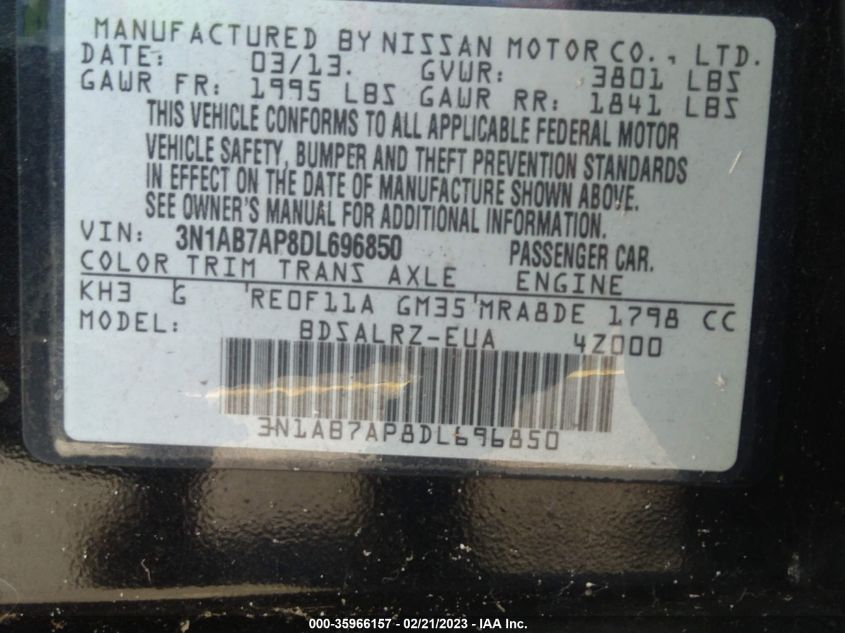 MANUFACTURED BY NISSAN MOTOR CO., LTD.
DATE: 03/13. GVWR: 3801 LBS
GAWR FR: 1995 LBS GAWR RR: 1841 LBS
THIS VEHICLE CONFORMS TO ALL APPLICABLE FEDERAL MOTOR
VEHICLE SAFETY, BUMPER AND THEFT PREVENTION STANDARDS
IN EFFECT ON THE DATE OF MANUFACTURE SHOWN ABOVE.
SEE OWNER'S MANUAL FOR ADDITIONAL INFORMATION.
VIN: 3N1AB7AP8DL696850 PASSENGER CAR.
COLOR TRIM TRANS AXLE ENGINE
KH3 G 'RE0F11A GM35'MRA8DE 1798 CC
MODEL: BDSALRZ-EUA 4Z000
3N1AB7AP8DL696850
000-35966157 - 02/21/2023 - IAA Inc.